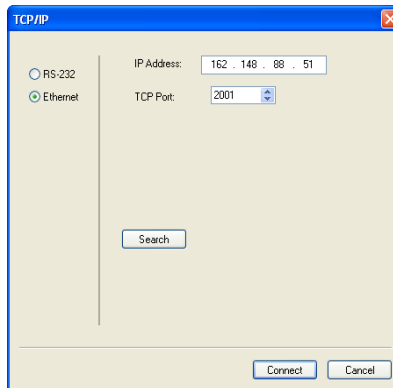 TCP/IP
RS-232
Ethernet
IP Address: 162 . 148 . 88 . 51
TCP Port: 2001
Search
Connect Cancel